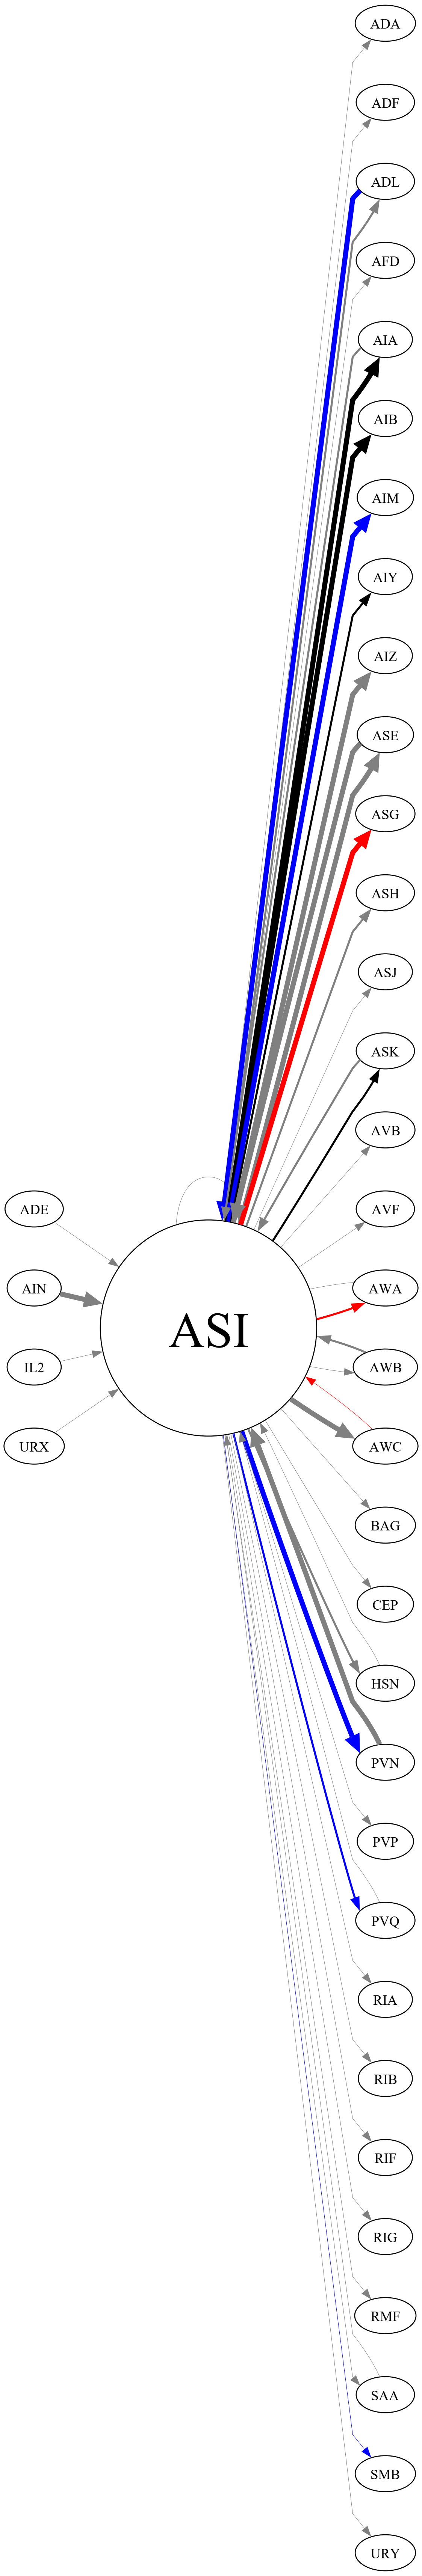 ADA
ADF
ADL
AFD
AIA
AIB
AIM
AIY
AIZ
ASE
ASG
ASH
ASJ
ASK
AVB
ADE
AVF
AIN
AWA
ASI
IL2
AWB
URX
AWC
BAG
CEP
HSN
PVN
PVP
PVQ
RIA
RIB
RIF
RIG
RMF
SAA
SMB
URY